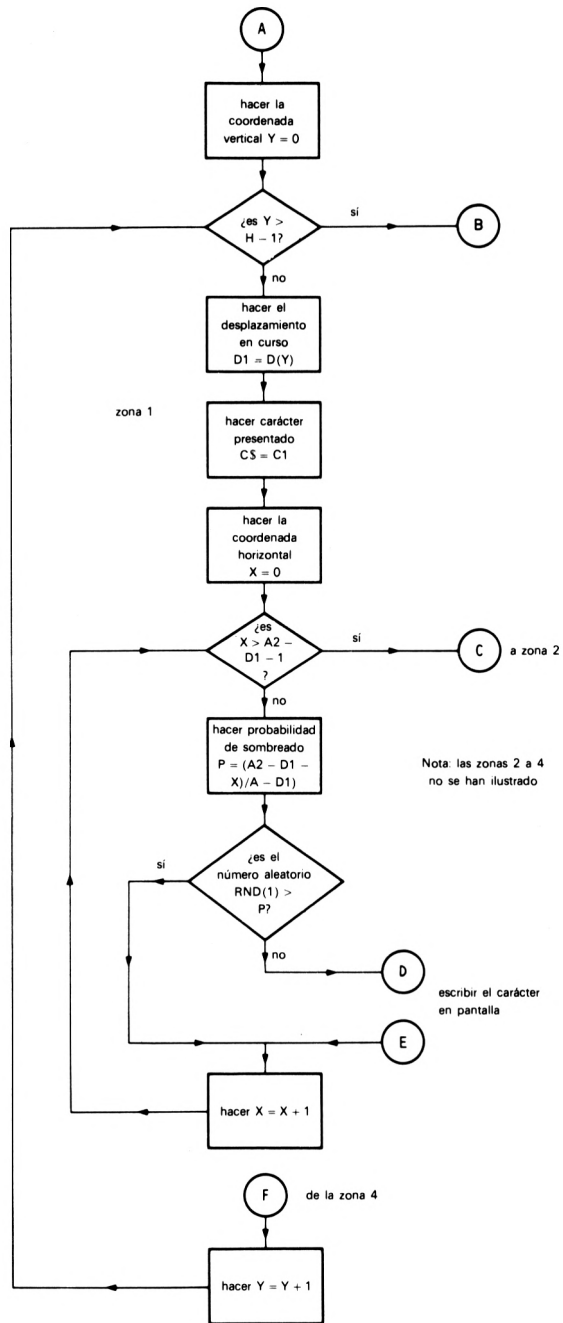 A
hacer la
coordenada
vertical Y = 0
¿es Y >
H – 1?
sí
B
no
hacer el
desplazamiento
en curso
D1 = D(Y)
zona 1
hacer carácter
presentado
C$ = C1
hacer la
coordenada
horizontal
X = 0
¿es
X > A2 –
D1 – 1
?
sí
C
a zona 2
no
hacer probabilidad
de sombreado
P = (A2 – D1 –
X)/A – D1)
Nota: las zonas 2 a 4
no se han ilustrado
sí
¿es el
número aleatorio
RND(1) >
P?
no
D
escribir el carácter
en pantalla
E
hacer X = X + 1
F
de la zona 4
hacer Y = Y + 1